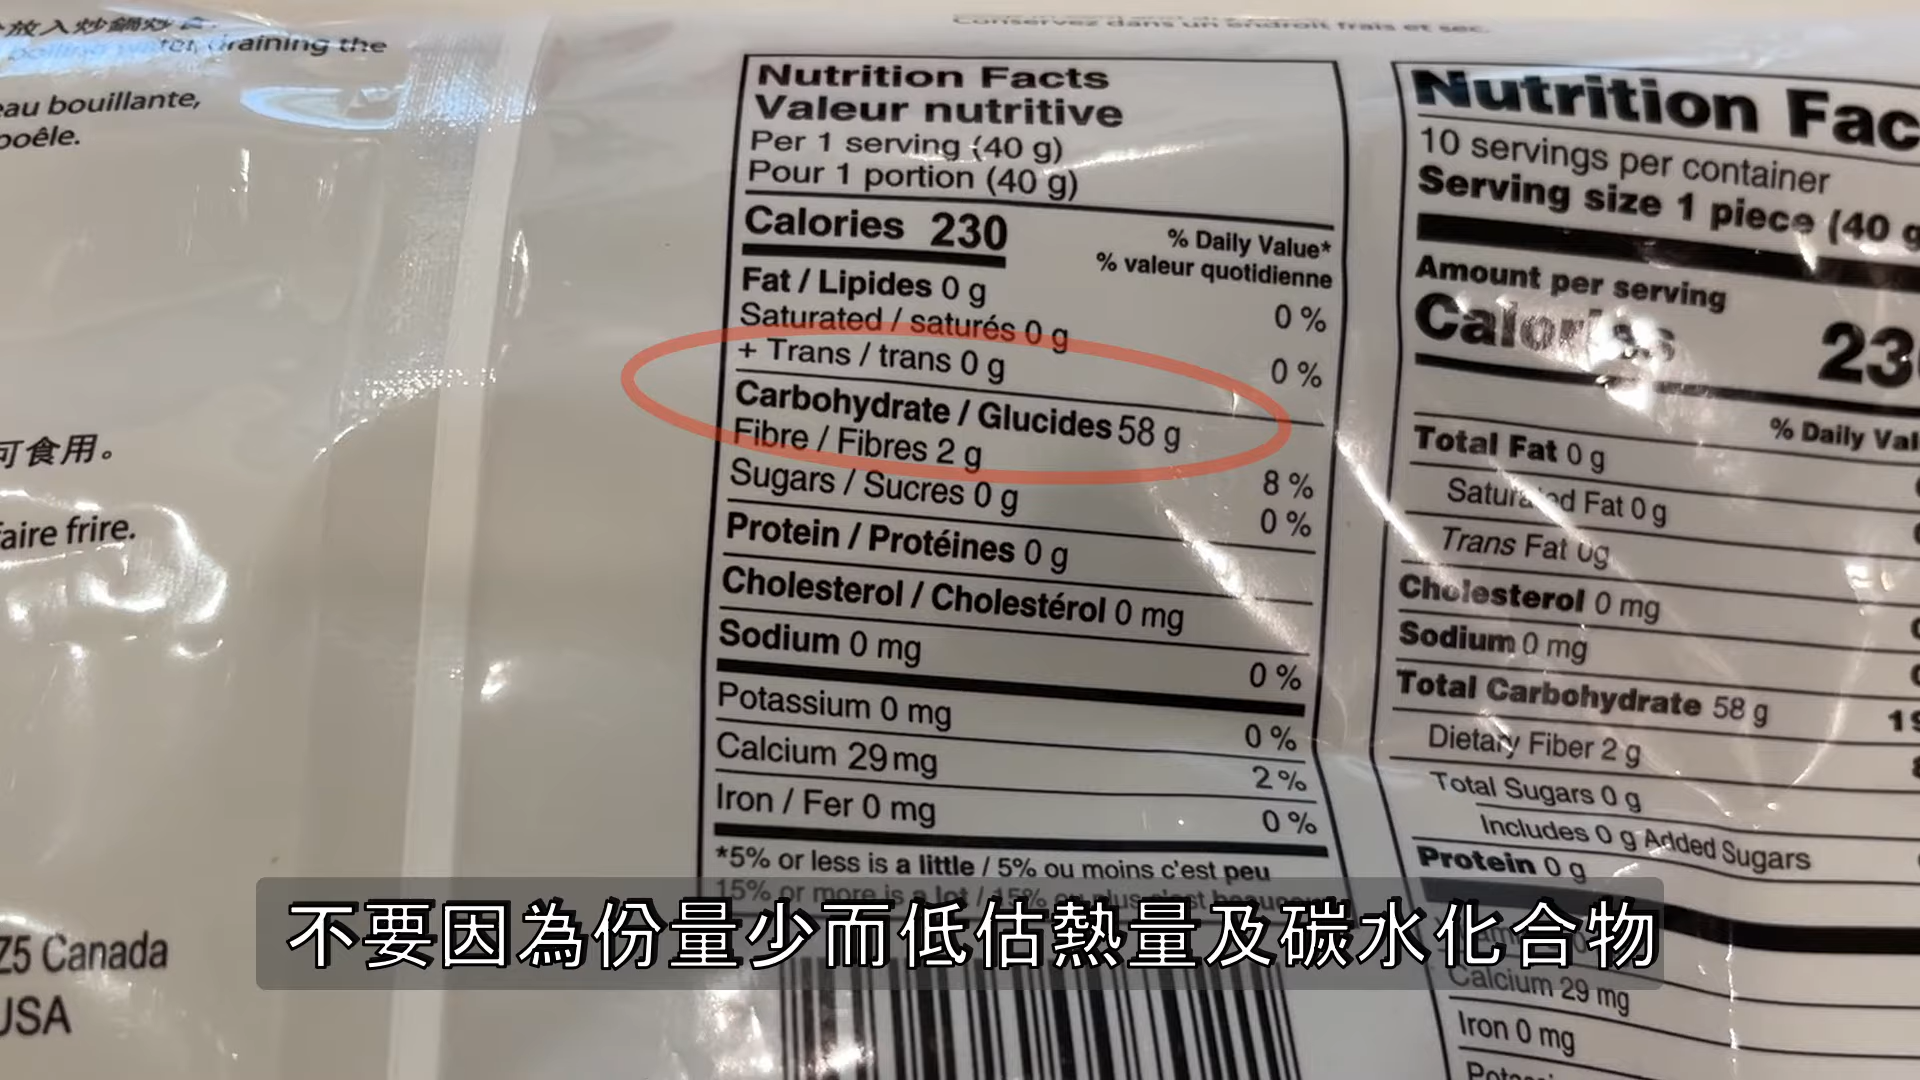 放入炒鍋炒
draining the
eau bouillante,
poêle.
可食用。
faire frire.
Z5 Canada
USA
Conservez dans un endroit frais et sec.
Nutrition Facts
Valeur nutritive
Per 1 serving (40 g)
Pour 1 portion (40 g)
Calories 230
% Daily Value*
% valeur quotidienne
Fat / Lipides 0 g 0 %
Saturated / saturés 0 g
+ Trans / trans 0 g 0 %
Carbohydrate / Glucides 58 g
Fibre / Fibres 2 g 8 %
Sugars / Sucres 0 g 0 %
Protein / Protéines 0 g
Cholesterol / Cholestérol 0 mg
Sodium 0 mg 0 %
Potassium 0 mg 0 %
Calcium 29 mg 2 %
Iron / Fer 0 mg 0 %
*5% or less is a little / 5% ou moins c'est peu
15% or more is a lot / 15% ou plus c'est beaucoup
Nutrition Fac
10 servings per container
Serving size 1 piece (40 g
Amount per serving
Calories 230
% Daily Val
Total Fat 0 g
Saturated Fat 0 g
Trans Fat 0g
Cholesterol 0 mg
Sodium 0 mg
Total Carbohydrate 58 g 19
Dietary Fiber 2 g
Total Sugars 0 g
Includes 0 g Added Sugars
Protein 0 g
Calcium 29 mg
Iron 0 mg
不要因為份量少而低估熱量及碳水化合物